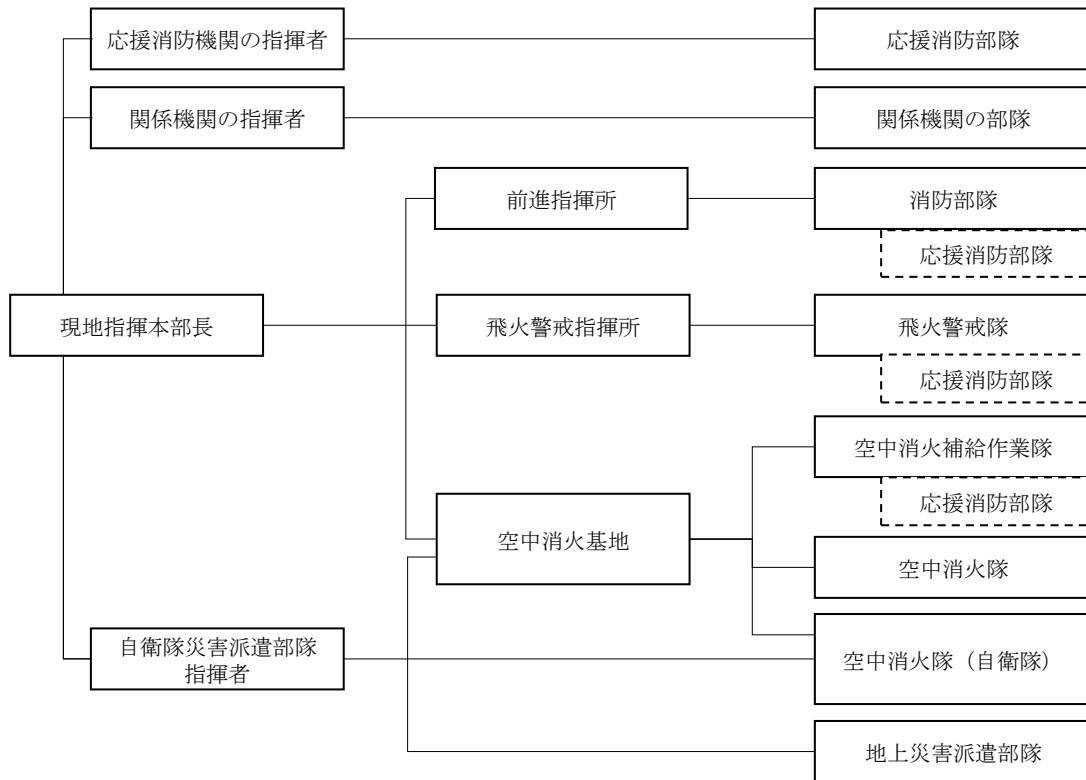 応援消防機関の指揮者
応援消防部隊
関係機関の指揮者
関係機関の部隊
前進指揮所
消防部隊
応援消防部隊
現地指揮本部長
飛火警戒指揮所
飛火警戒隊
応援消防部隊
空中消火補給作業隊
応援消防部隊
空中消火基地
空中消火隊
自衛隊災害派遣部隊
指揮者
空中消火隊（自衛隊）
地上災害派遣部隊